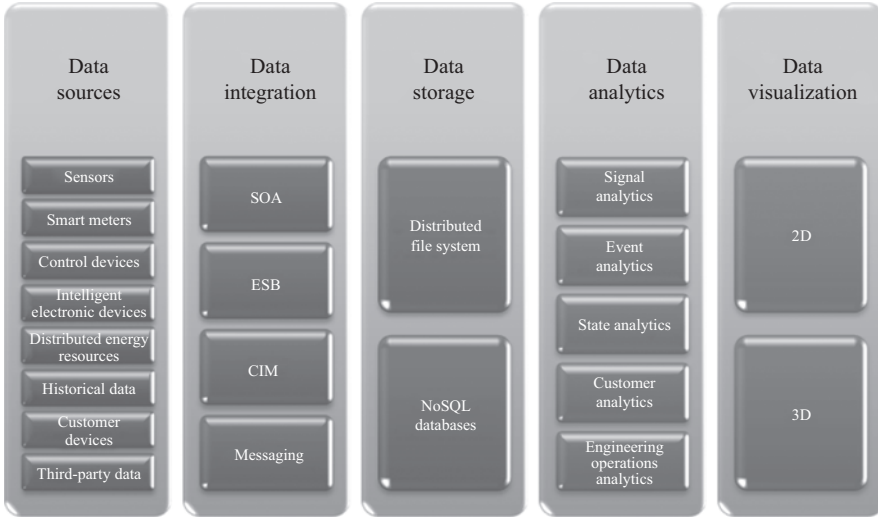 Data
sources
Sensors
Smart meters
Control devices
Intelligent
electronic devices
Distributed energy
resources
Historical data
Customer
devices
Third-party data
Data
integration
SOA
ESB
CIM
Messaging
Data
storage
Distributed
file system
NoSQL
databases
Data
analytics
Signal
analytics
Event
analytics
State analytics
Customer
analytics
Engineering
operations
analytics
Data
visualization
2D
3D